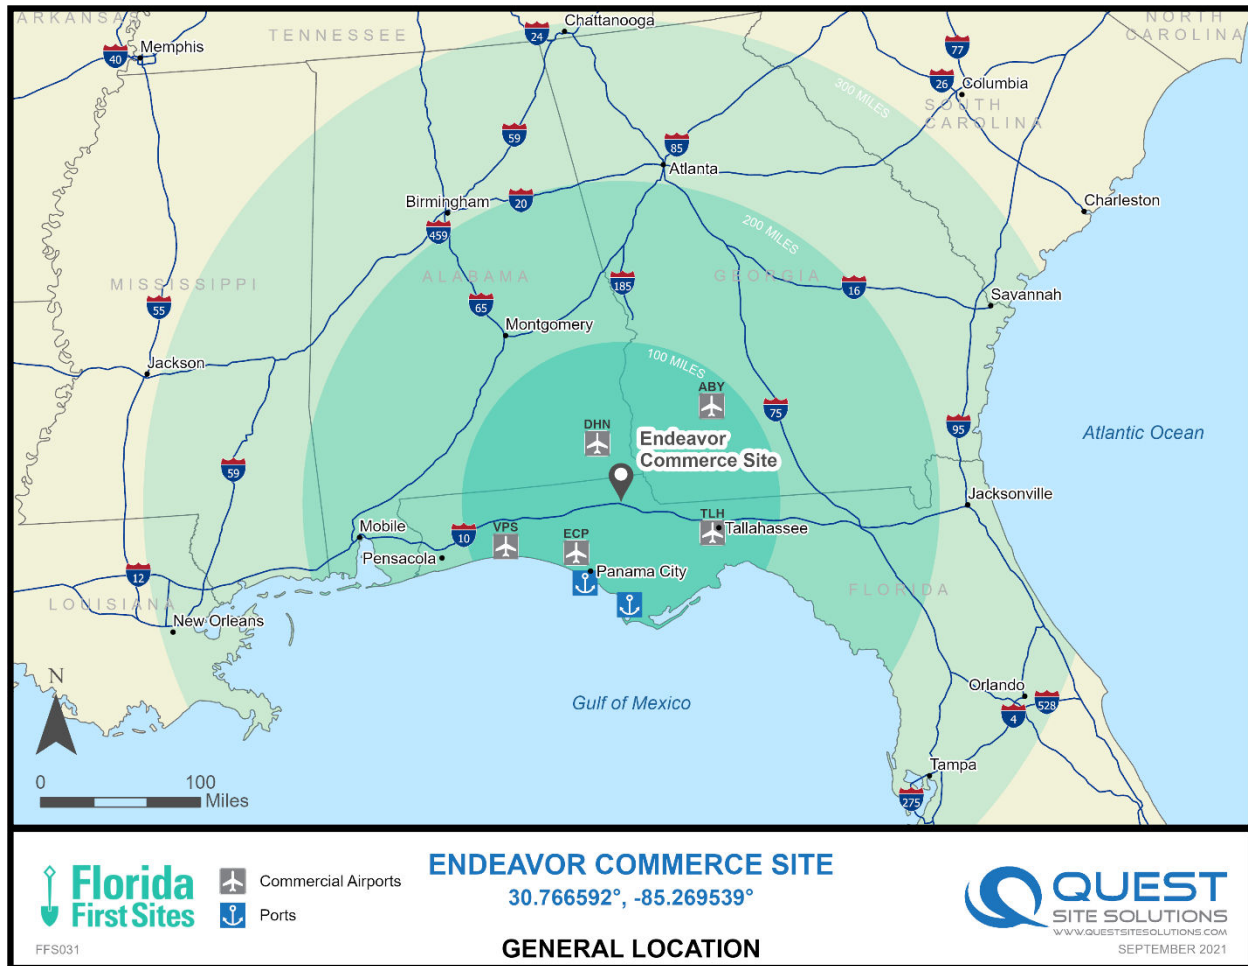 ARKANSAS
TENNESSEE
NORTH
CAROLINA
Chattanooga
24
77
Memphis
40
26
Columbia
300 MILES
SOUTH
CAROLINA
59
85
Atlanta
20
Birmingham
459
Charleston
200 MILES
MISSISSIPPI
ALABAMA
GEORGIA
185
16
55
65
Savannah
Montgomery
100 MILES
Jackson
ABY
75
95
DHN
Endeavor
Commerce Site
Atlantic Ocean
59
Jacksonville
TLH
Tallahassee
Mobile
10
VPS
ECP
Pensacola
Panama City
12
LOUISIANA
FLORIDA
New Orleans
N
Orlando
528
4
Gulf of Mexico
Tampa
275
0 100
Miles
Florida
First Sites
FFS031
Commercial Airports
Ports
ENDEAVOR COMMERCE SITE
30.766592°, -85.269539°
GENERAL LOCATION
QUEST
SITE SOLUTIONS
WWW.QUESTSITESOLUTIONS.COM
SEPTEMBER 2021